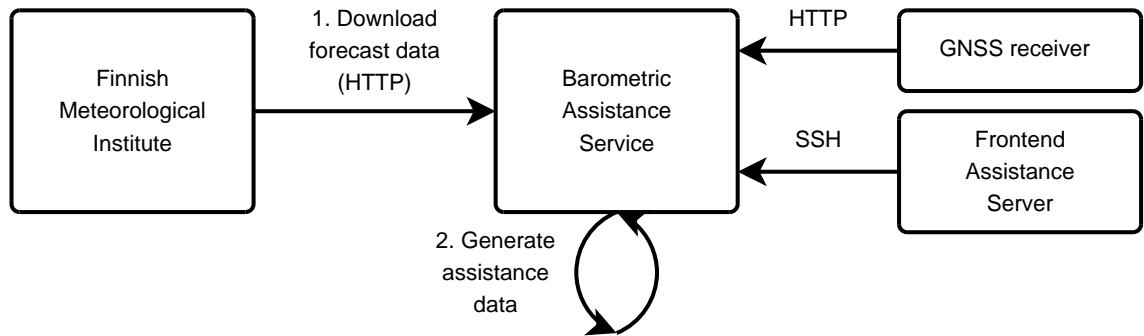 Finnish
Meteorological
Institute
1. Download
forecast data
(HTTP)
Barometric
Assistance
Service
HTTP
GNSS receiver
SSH
Frontend
Assistance
Server
2. Generate
assistance
data